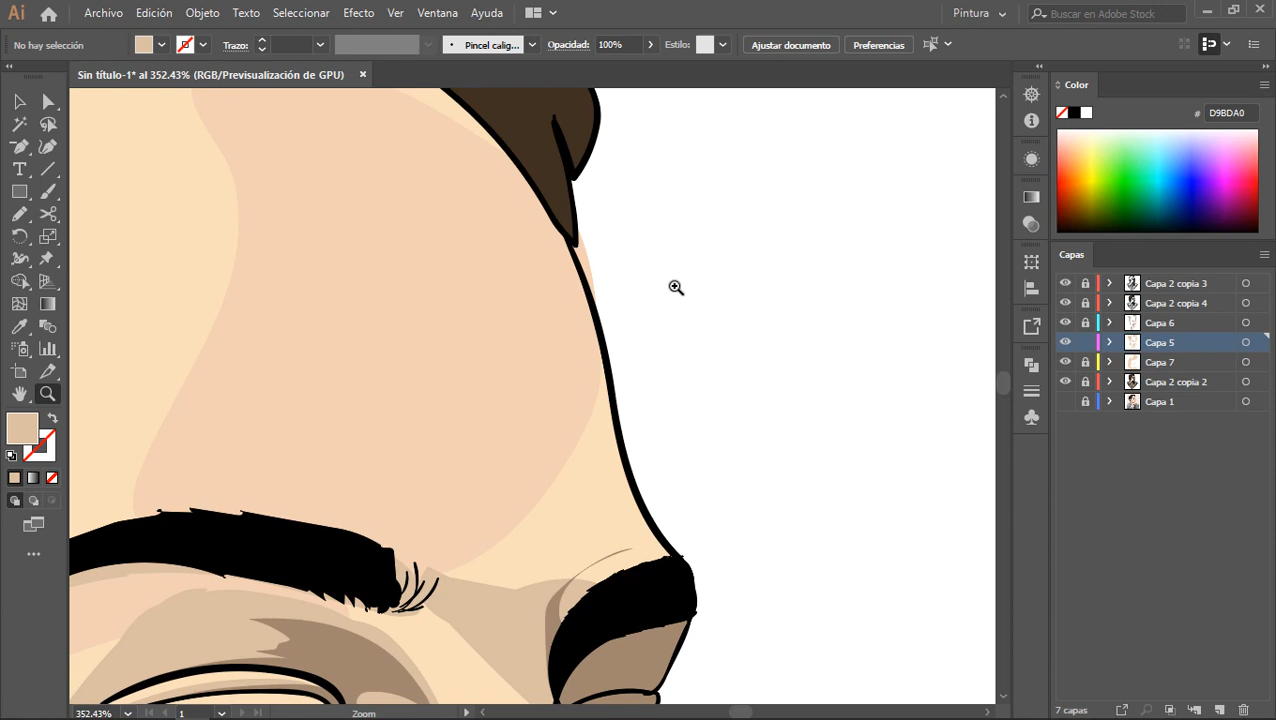 Ai Archivo Edición Objeto Texto Seleccionar Efecto Ver Ventana Ayuda Pintura Buscar en Adobe Stock
No hay selección Trazo: Pincel calig... Opacidad: 100% Estilo: Ajustar documento Preferencias
Sin título-1* al 352.43% (RGB/Previsualización de GPU)
Color
# D9BDA0
Capas
Capa 2 copia 3
Capa 2 copia 4
Capa 6
Capa 5
Capa 7
Capa 2 copia 2
Capa 1
352.43% 1 Zoom 7 capas